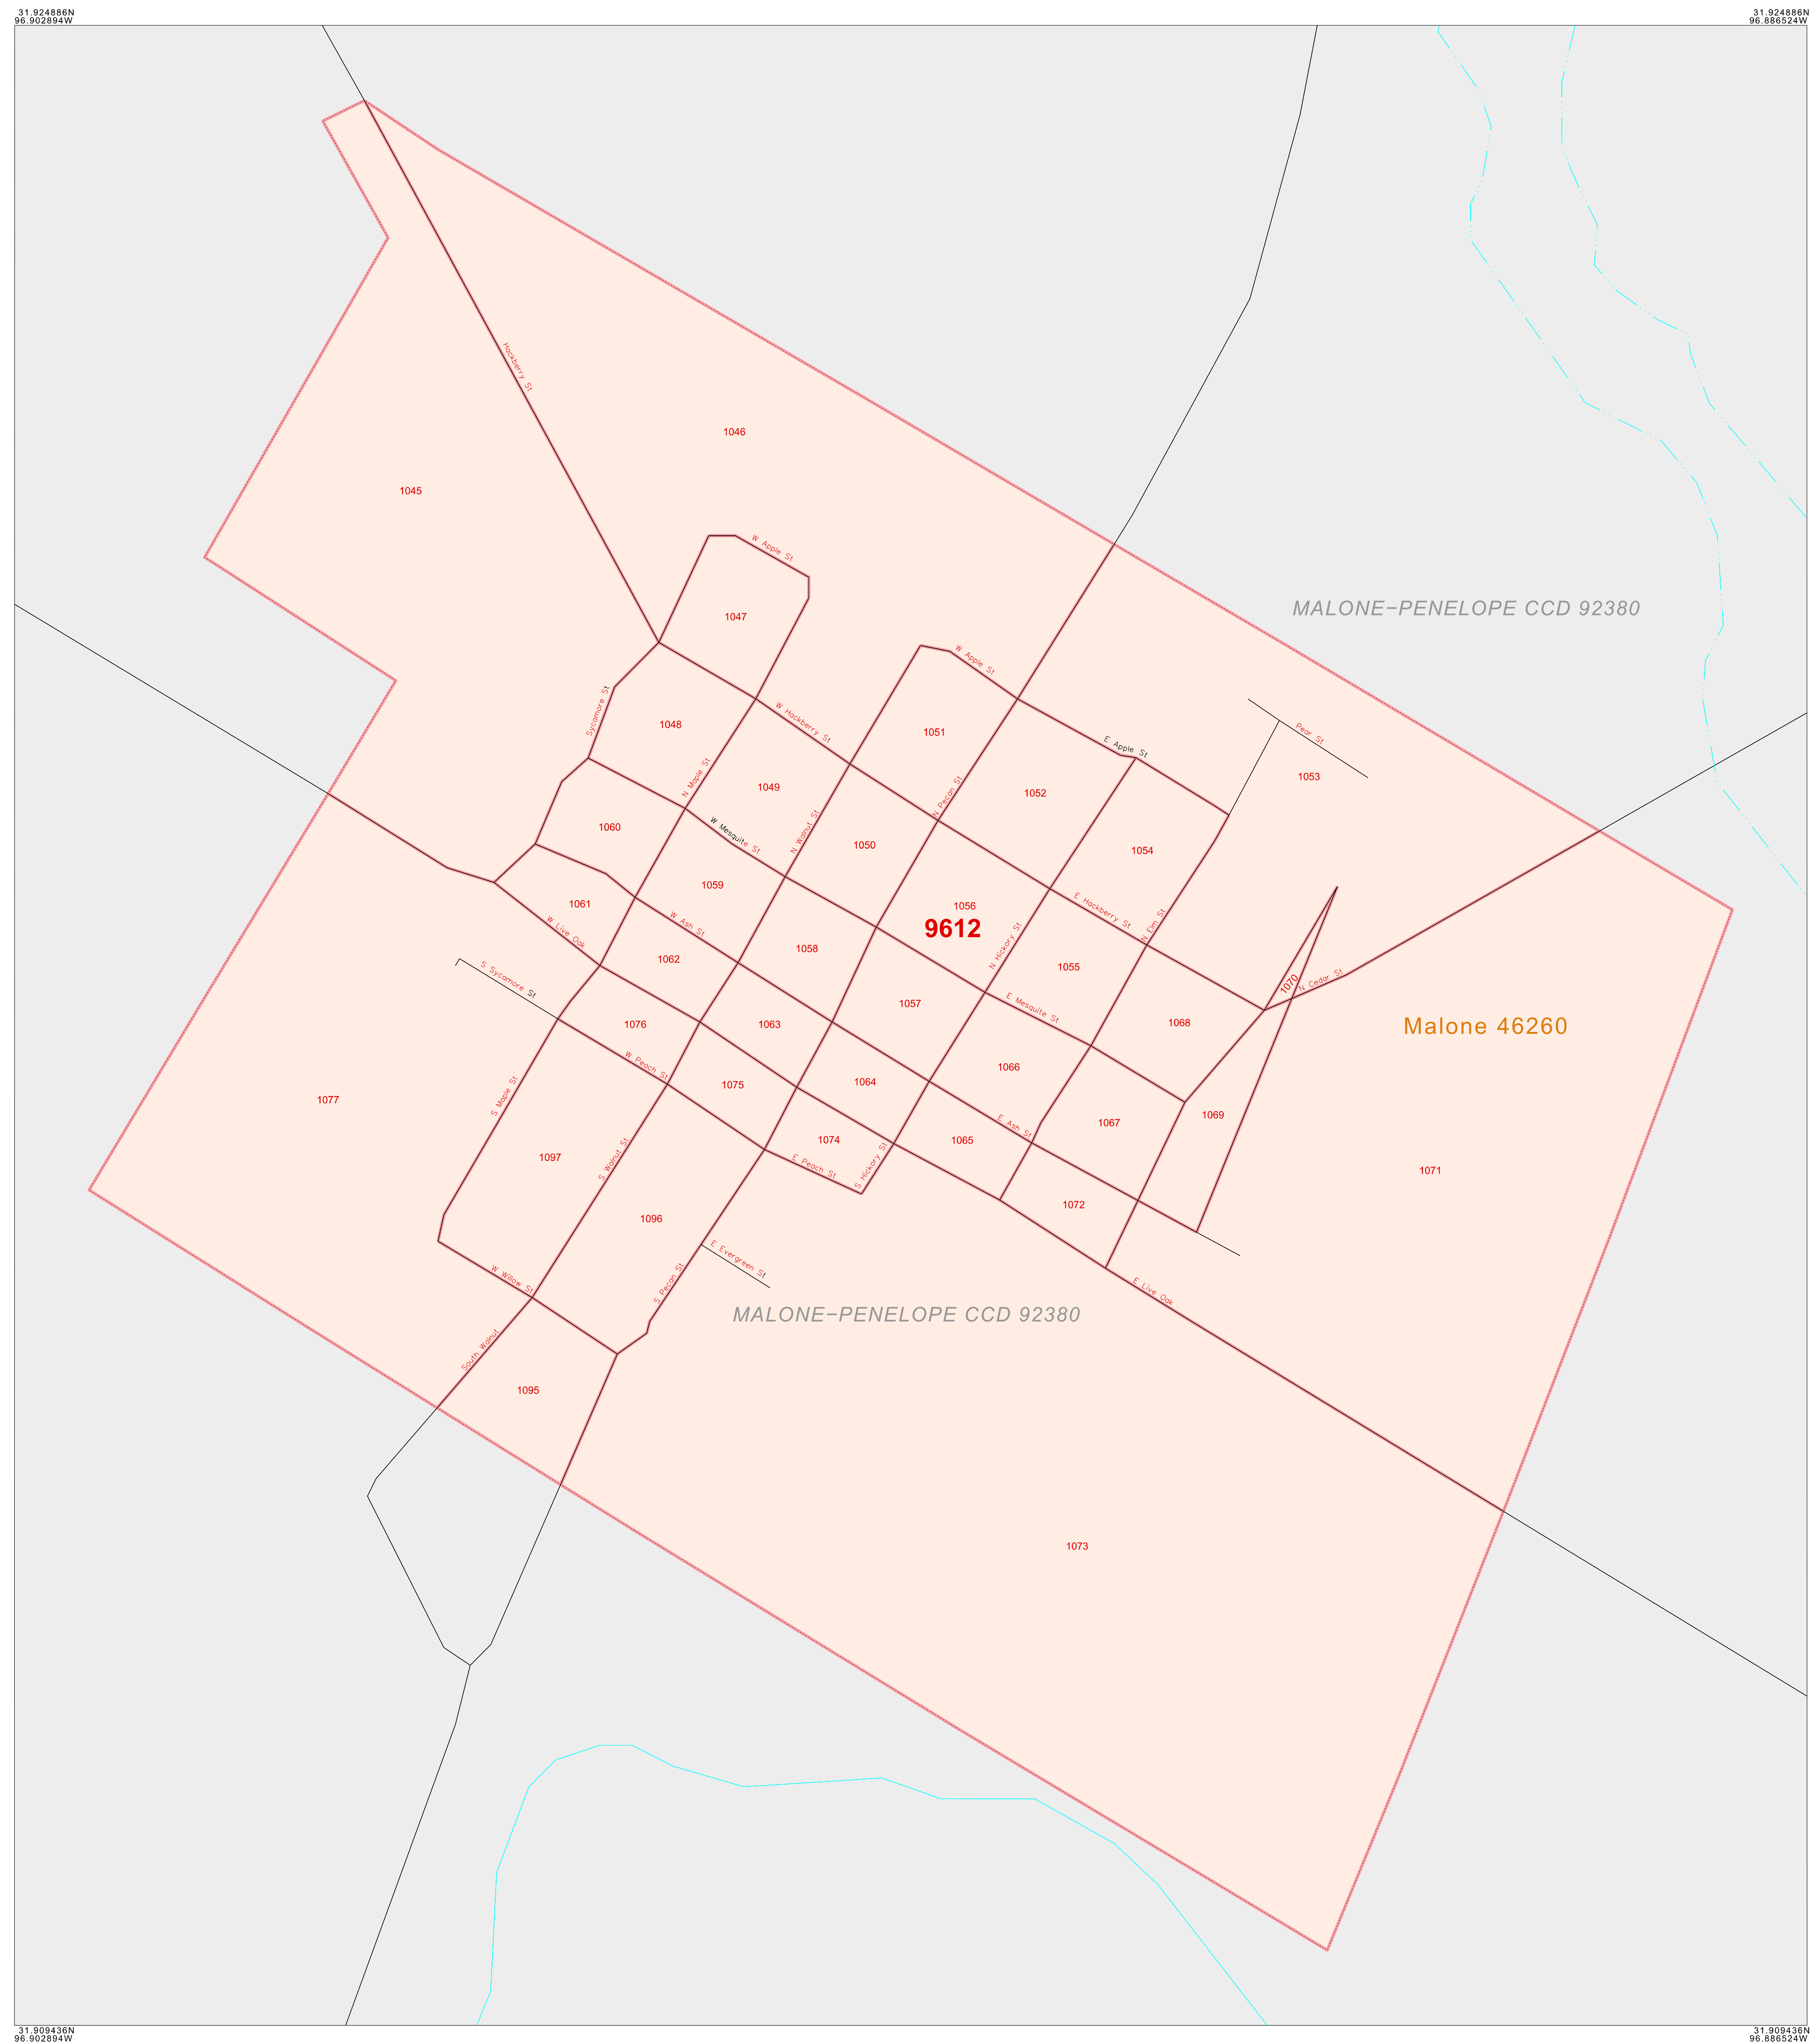 31.924886N
96.902894W
31.924886N
96.886524W
Hackberry St
1046
1045
W Apple St
MALONE-PENELOPE CCD 92380
1047
W Apple St
Sycamore St
1048
W Hackberry St
1051
E Apple St
Pear St
1053
N Maple St
1049
N Pecan St
1052
1060
W Mesquite St
N Walnut St
1050
1054
1059
1061
W Live Oak
W Ash St
1056
9612
E Hackberry St
N Elm St
1062
1058
N Hickory St
1055
S Sycamore St
1070
N Cedar St
1076
1063
1057
E Mesquite St
1068
Malone 46260
W Peach St
1075
1064
1066
1077
S Maple St
1069
1067
1074
1065
E Ash St
1097
S Walnut St
E Peach St
S Hickory St
1071
1096
1072
E Evergreen St
W Willow St
S Pecan St
E Live Oak
MALONE-PENELOPE CCD 92380
South Walnut
1095
1073
31.909436N
96.902894W
31.909436N
96.886524W